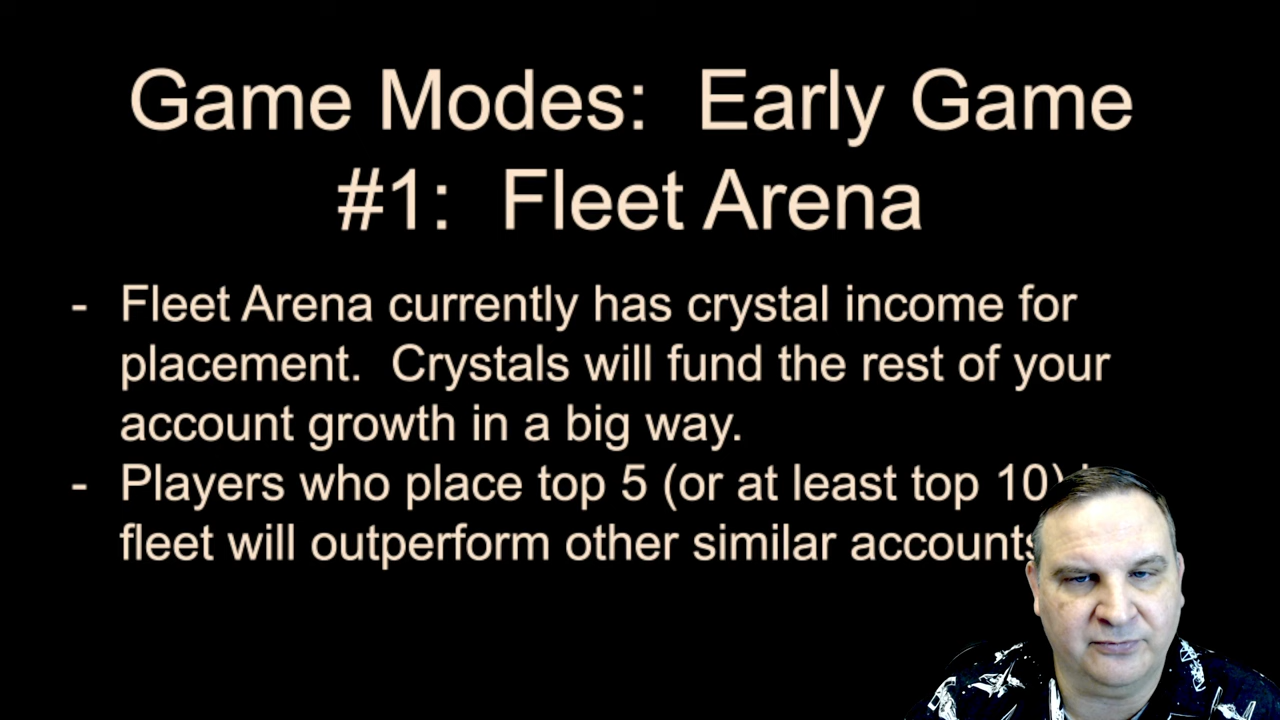 Game Modes:  Early Game
#1:  Fleet Arena
- Fleet Arena currently has crystal income for
placement.  Crystals will fund the rest of your
account growth in a big way.
- Players who place top 5 (or at least top 10)
fleet will outperform other similar accounts